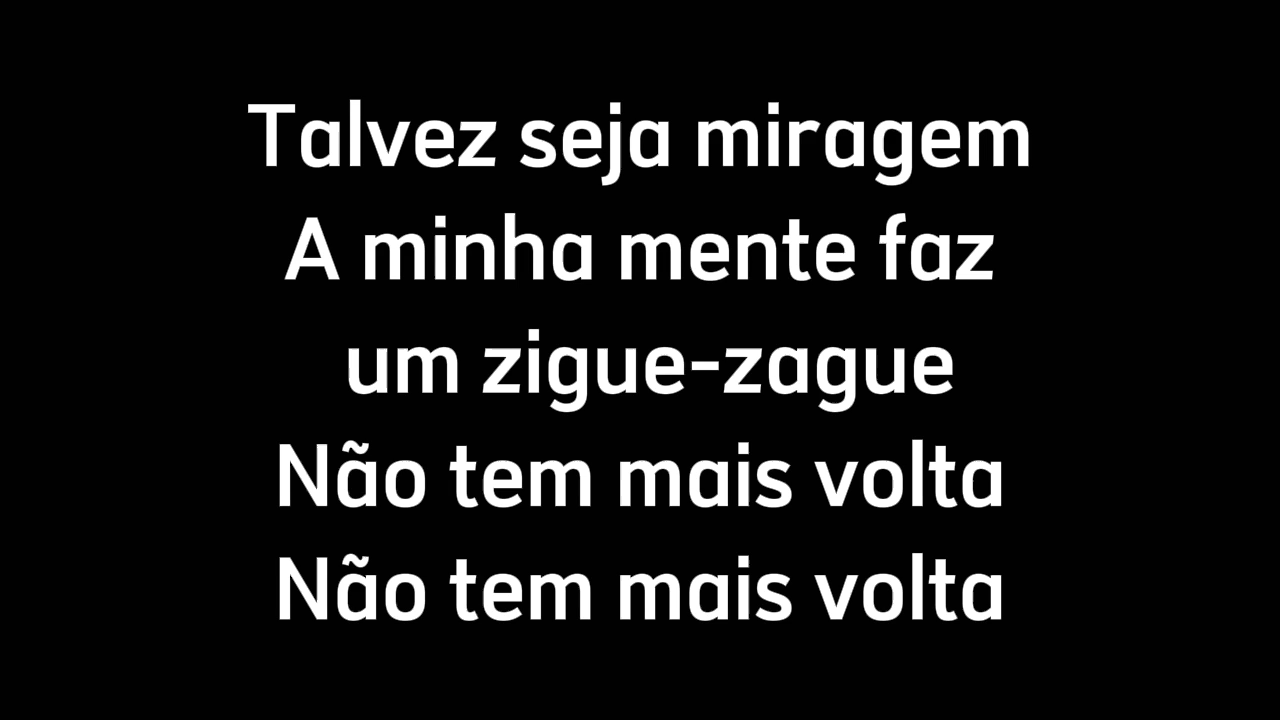 Talvez seja miragem
A minha mente faz
um zigue-zague
Não tem mais volta
Não tem mais volta